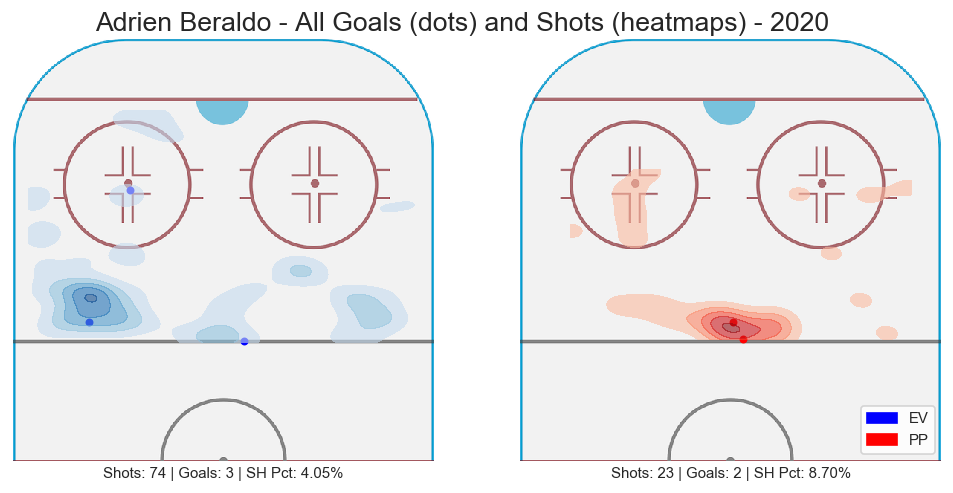 Adrien Beraldo - All Goals (dots) and Shots (heatmaps) - 2020
EV
PP
Shots: 74 | Goals: 3 | SH Pct: 4.05%
Shots: 23 | Goals: 2 | SH Pct: 8.70%